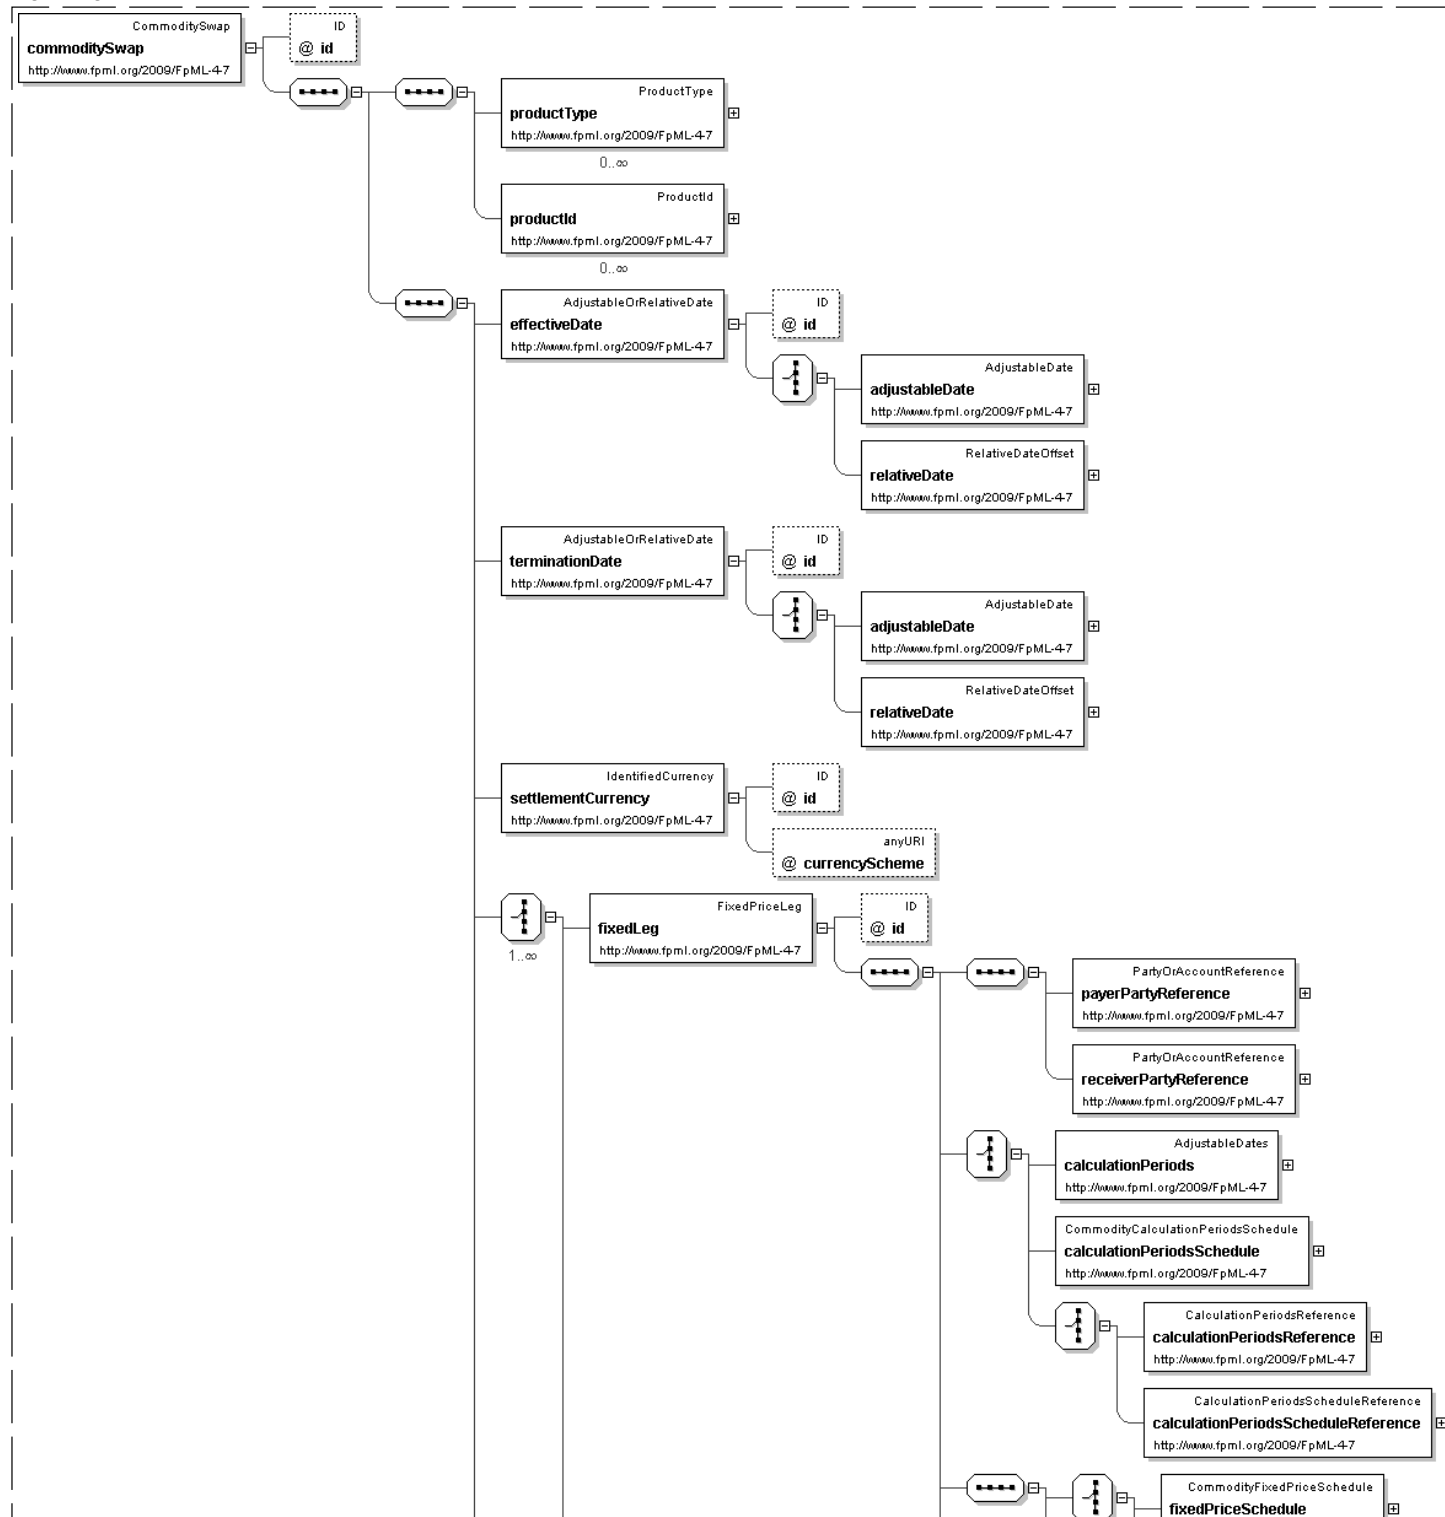 CommoditySwap
commoditySwap
http://www.fpml.org/2009/FpML-4-7
ID
@ id
ProductType
productType
http://www.fpml.org/2009/FpML-4-7
0..∞
ProductId
productId
http://www.fpml.org/2009/FpML-4-7
0..∞
AdjustableOrRelativeDate
effectiveDate
http://www.fpml.org/2009/FpML-4-7
ID
@ id
AdjustableDate
adjustableDate
http://www.fpml.org/2009/FpML-4-7
RelativeDateOffset
relativeDate
http://www.fpml.org/2009/FpML-4-7
AdjustableOrRelativeDate
terminationDate
http://www.fpml.org/2009/FpML-4-7
ID
@ id
AdjustableDate
adjustableDate
http://www.fpml.org/2009/FpML-4-7
RelativeDateOffset
relativeDate
http://www.fpml.org/2009/FpML-4-7
IdentifiedCurrency
settlementCurrency
http://www.fpml.org/2009/FpML-4-7
ID
@ id
anyURI
@ currencyScheme
1..∞
FixedPriceLeg
fixedLeg
http://www.fpml.org/2009/FpML-4-7
ID
@ id
PartyOrAccountReference
payerPartyReference
http://www.fpml.org/2009/FpML-4-7
PartyOrAccountReference
receiverPartyReference
http://www.fpml.org/2009/FpML-4-7
AdjustableDates
calculationPeriods
http://www.fpml.org/2009/FpML-4-7
CommodityCalculationPeriodsSchedule
calculationPeriodsSchedule
http://www.fpml.org/2009/FpML-4-7
CalculationPeriodsReference
calculationPeriodsReference
http://www.fpml.org/2009/FpML-4-7
CalculationPeriodsScheduleReference
calculationPeriodsScheduleReference
http://www.fpml.org/2009/FpML-4-7
CommodityFixedPriceSchedule
fixedPriceSchedule